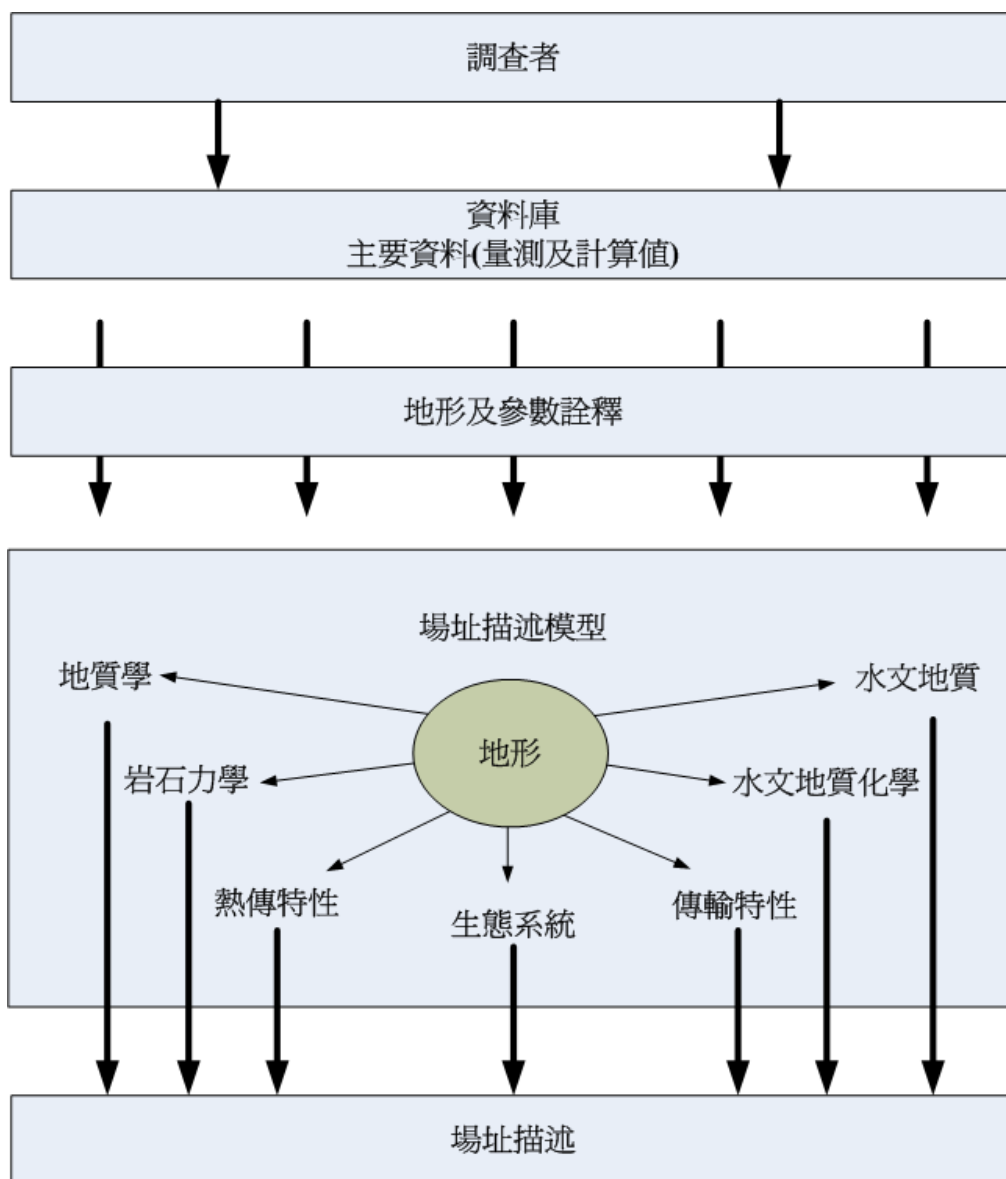 調查者
資料庫
主要資料(量測及計算值)
地形及參數詮釋
場址描述模型
地質學
水文地質
地形
岩石力學
水文地質化學
熱傳特性
生態系統
傳輸特性
場址描述